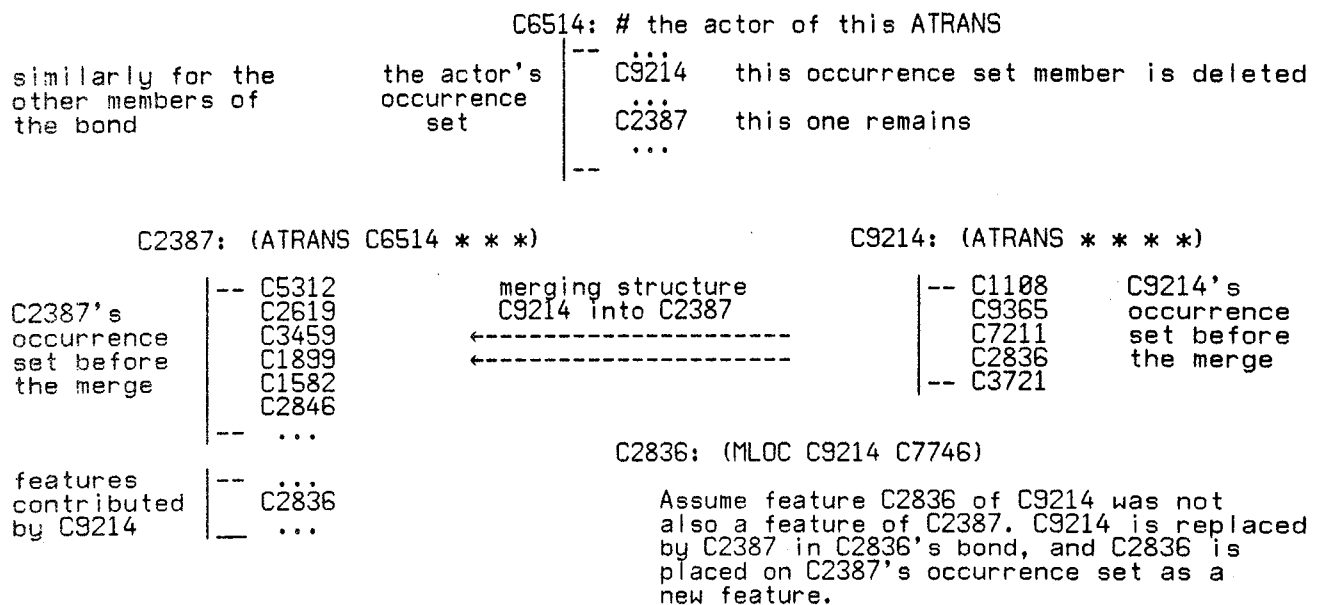 C6514: # the actor of this ATRANS
similarly for the
other members of
the bond
the actor's
occurrence
set
-- ...
C9214 this occurrence set member is deleted
...
C2387 this one remains
...
--
C2387: (ATRANS C6514 * * *)
C9214: (ATRANS * * * *)
C2387's
occurrence
set before
the merge
-- C5312
C2619
C3459
C1899
C1582
C2846
-- ...
merging structure
C9214 into C2387
←----------------------
←----------------------
-- C1108
C9365
C7211
C2836
-- C3721
C9214's
occurrence
set before
the merge
features
contributed
by C9214
-- ...
C2836
__ ...
C2836: (MLOC C9214 C7746)
Assume feature C2836 of C9214 was not
also a feature of C2387. C9214 is replaced
by C2387 in C2836's bond, and C2836 is
placed on C2387's occurrence set as a
new feature.